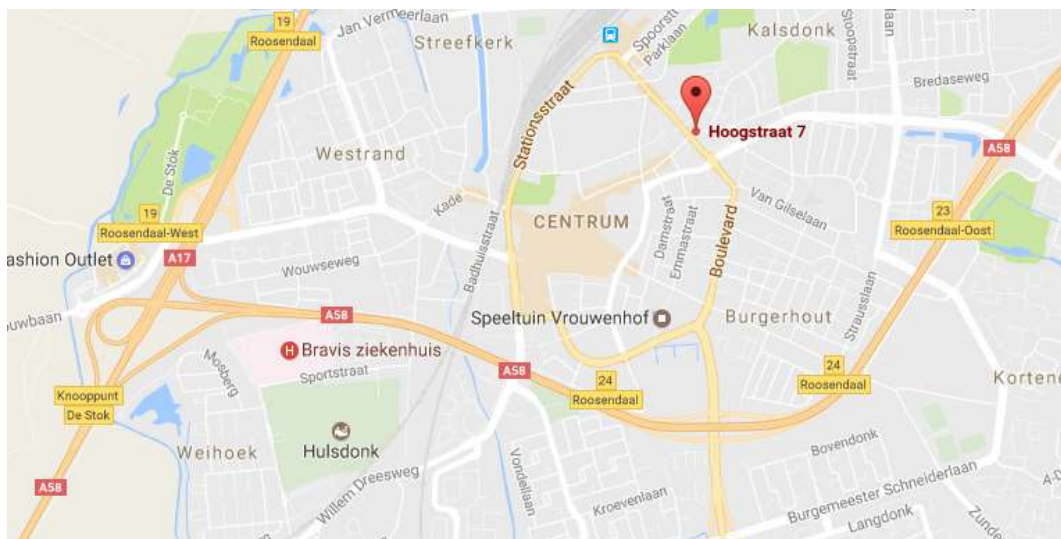 19
Roosendaal
Jan Vermeerlaan
Streefkerk
Spoorstr
Parklaan
Kalsdonk
Stoopstraat
Bredaseweg
Hoogstraat 7
A58
Stationsstraat
Westrand
De Stok
Kade
CENTRUM
Damstraat
Emmastraat
Van Gilselaan
19
Roosendaal-West
23
Roosendaal-Oost
ashion Outlet
A17
Wouwseweg
Badhuisstraat
Boulevard
Strausslaan
ouwbaan
A58
Speeltuin Vrouwenhof
Burgerhout
Bravis ziekenhuis
Mosberg
Sportstraat
A58
24
Roosendaal
24
Roosendaal
Kortene
Knooppunt
De Stok
Weihoek
Hulsdonk
Bovendonk
A58
Willem Dreesweg
Vondellaan
Kroevenlaan
Burgemeester Schneiderlaan
Langdonk
Zunde
A-D